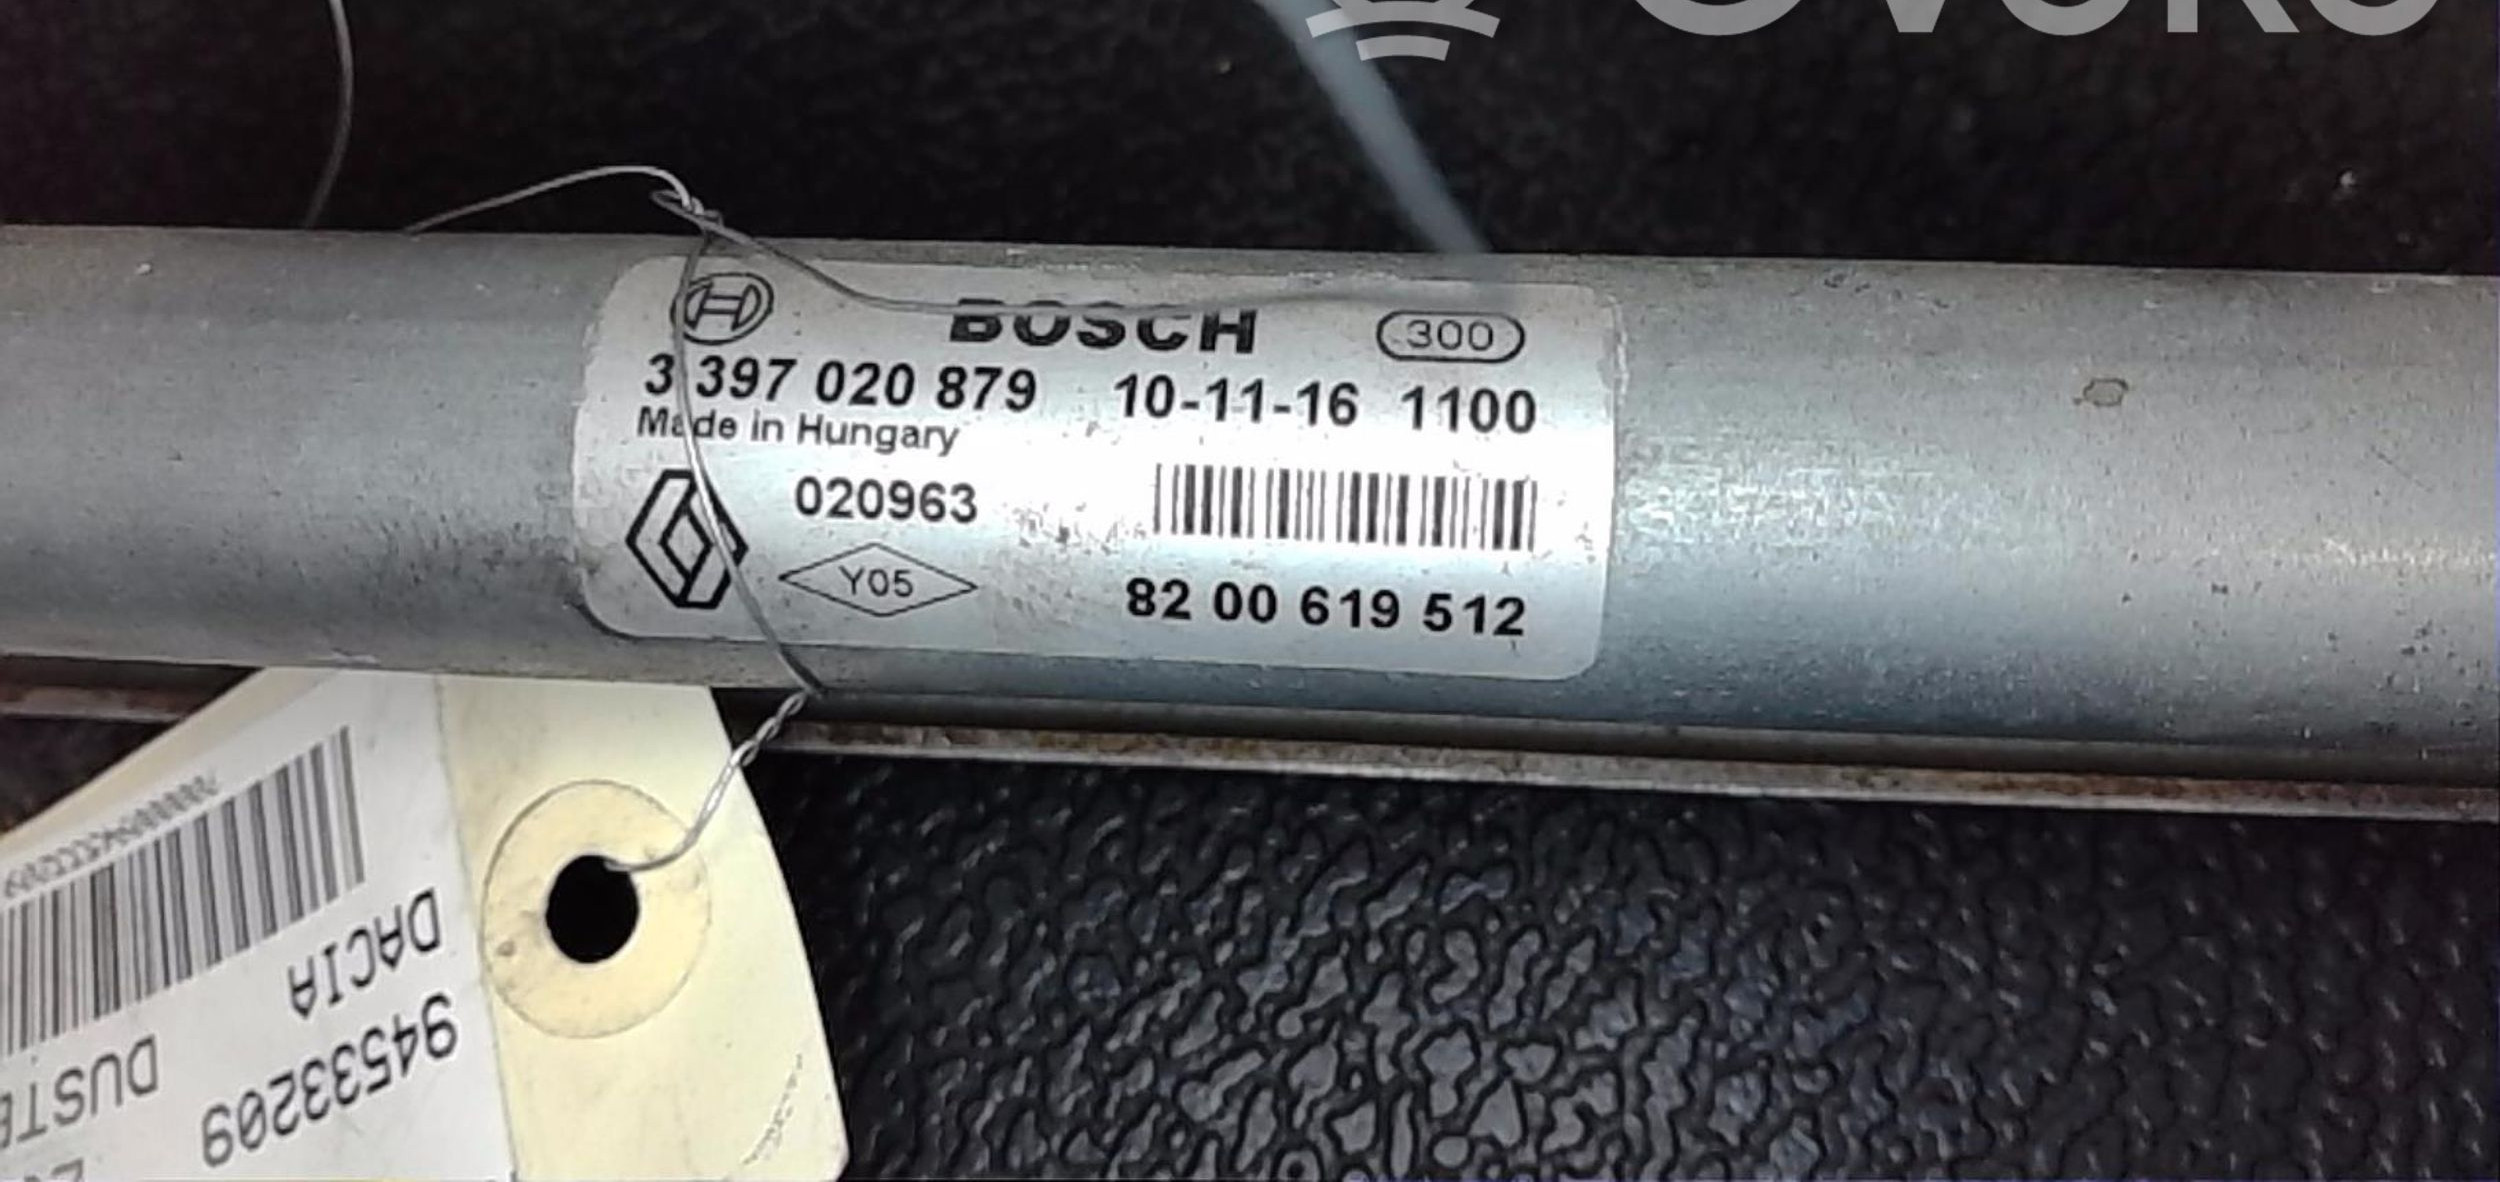 BOSCH 300
3 397 020 879 10-11-16 1100
Made in Hungary
020963
Y05
82 00 619 512
94533209
DACIA